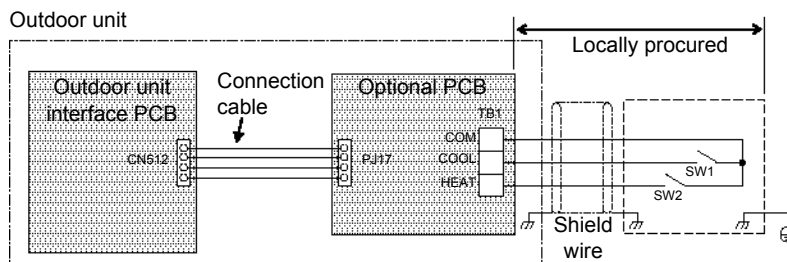 Outdoor unit
Locally procured
Outdoor unit
interface PCB
Connection
cable
Optional PCB
TB1
COM
COOL
HEAT
CN512
PJ17
SW1
SW2
Shield
wire